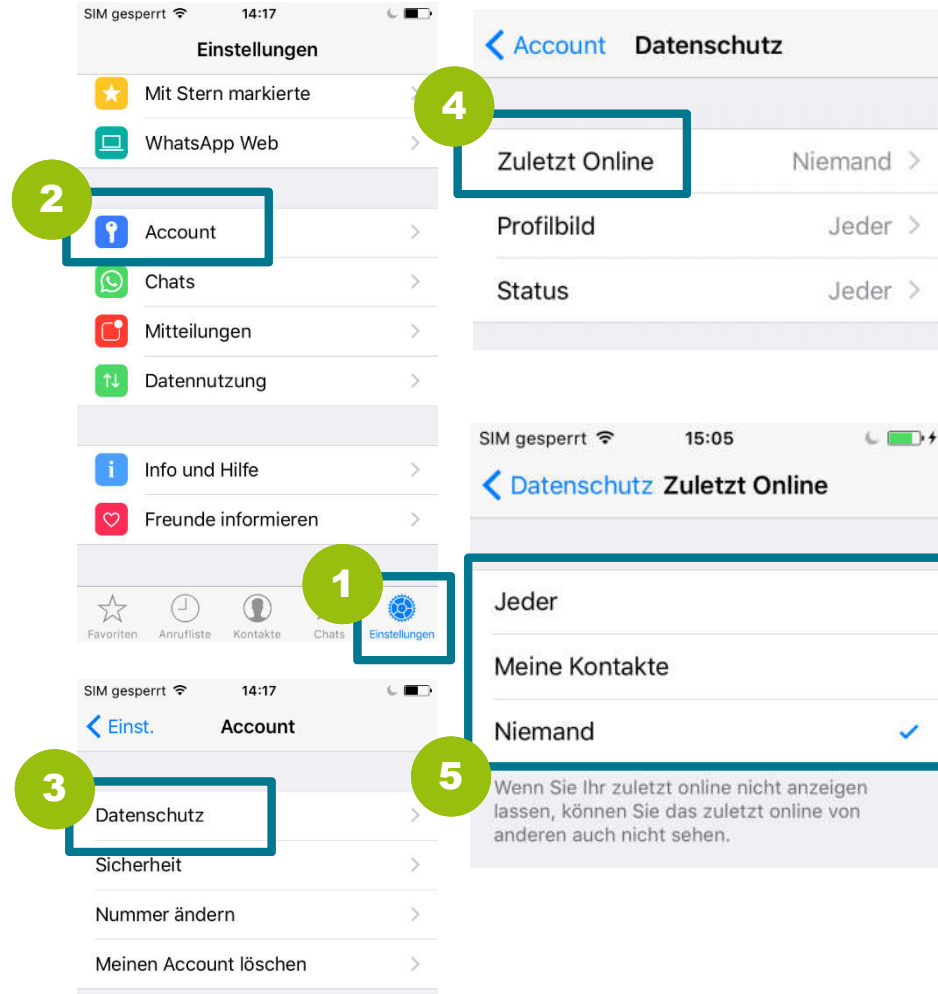 SIM gesperrt 14:17
Einstellungen
Mit Stern markierte
WhatsApp Web
2
Account
Chats
Mitteilungen
Datennutzung
Info und Hilfe
Freunde informieren
1
Favoriten Anrufliste Kontakte Chats Einstellungen
SIM gesperrt 14:17
Einst. Account
3
Datenschutz
Sicherheit
Nummer ändern
Meinen Account löschen
Account Datenschutz
4
Zuletzt Online Niemand
Profilbild Jeder
Status Jeder
SIM gesperrt 15:05
Datenschutz Zuletzt Online
Jeder
Meine Kontakte
Niemand
5
Wenn Sie Ihr zuletzt online nicht anzeigen
lassen, können Sie das zuletzt online von
anderen auch nicht sehen.